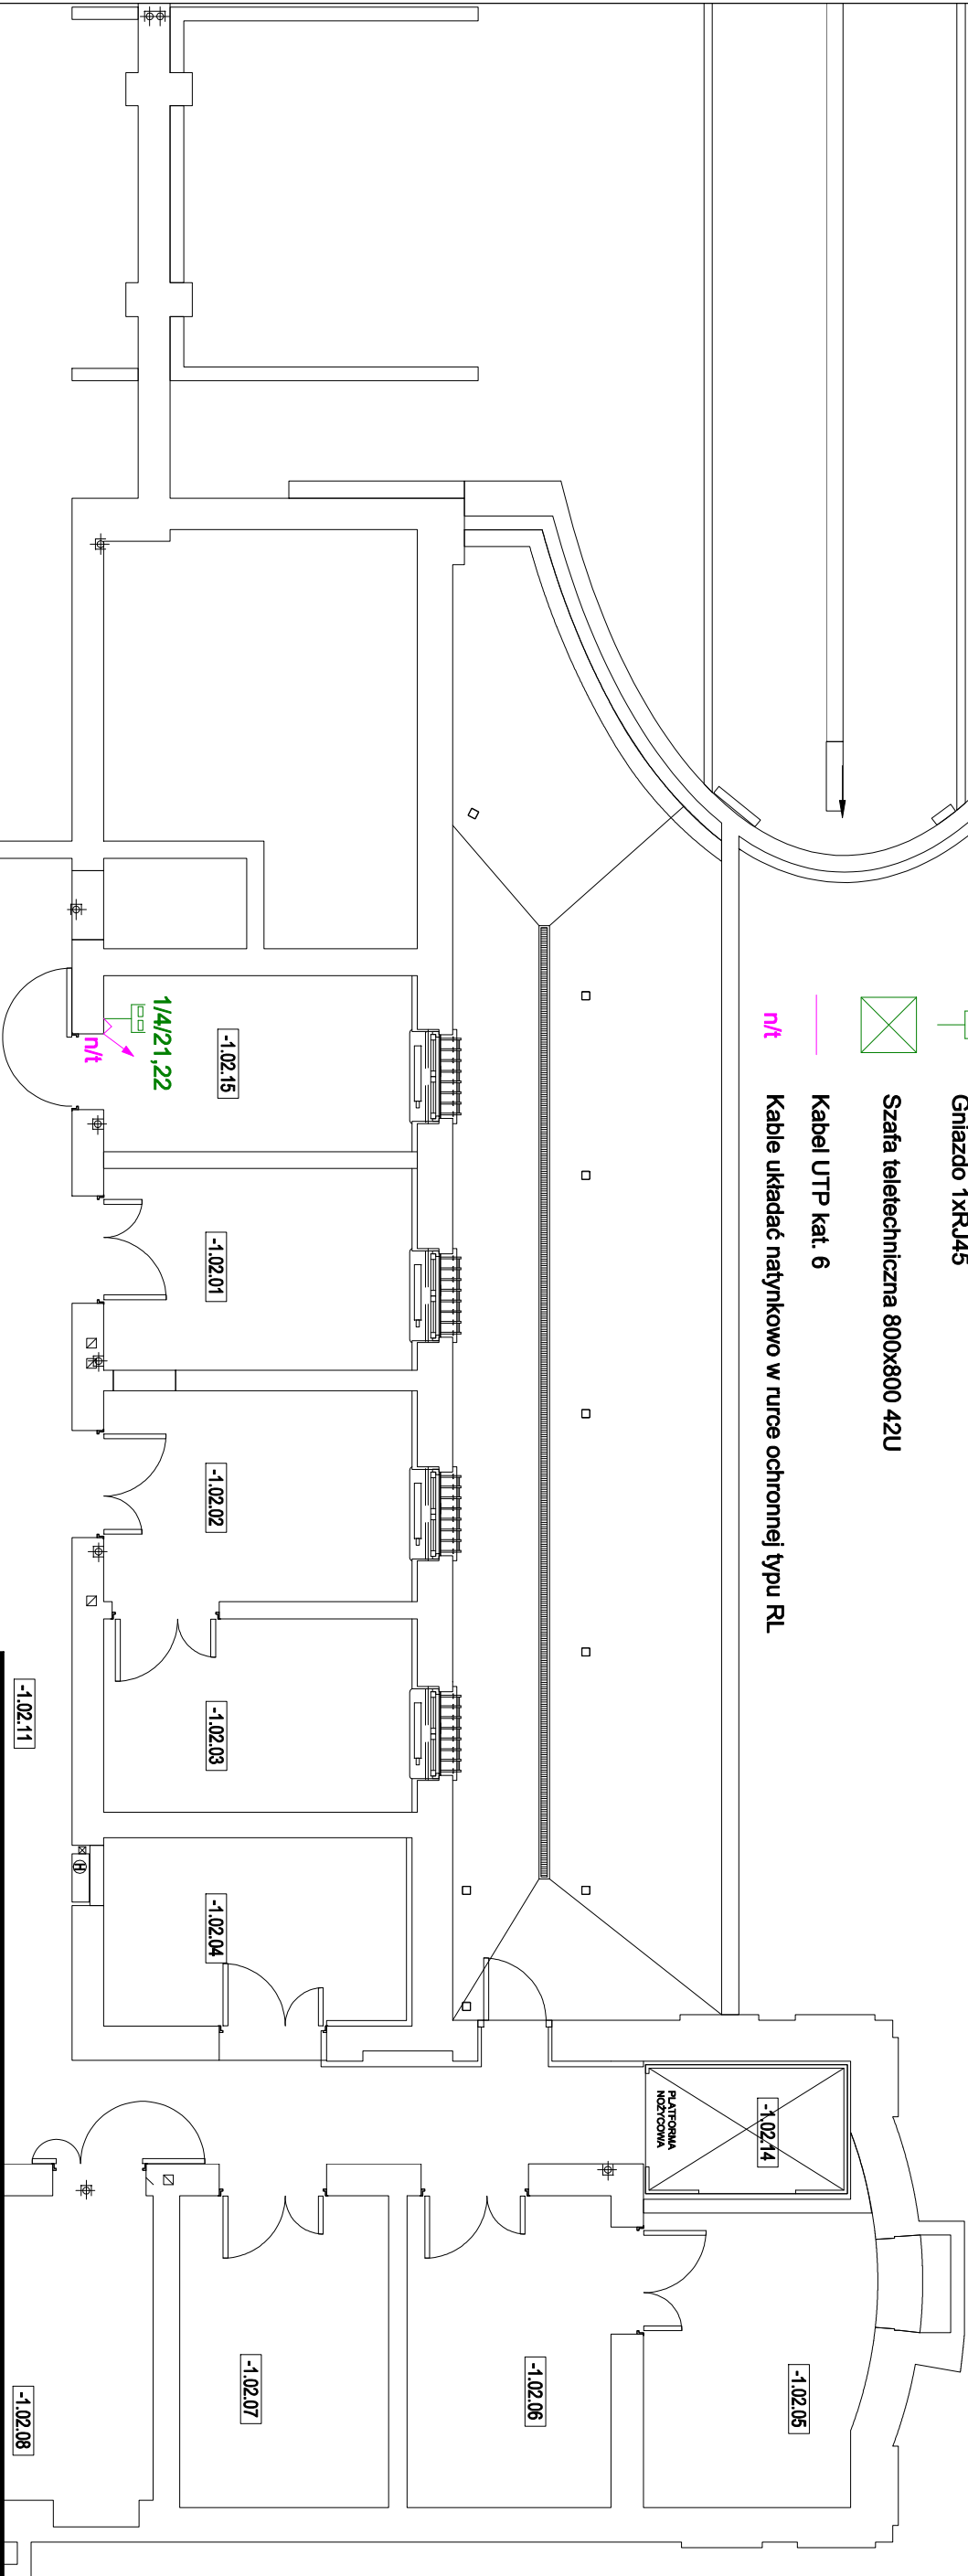 Gniazdo 1xRJ45
Szafa teletechniczna 800x800 42U
Kabel UTP kat. 6
n/t
Kable układać natynkowo w rurce ochronnej typu RL
1/4/21,22
n/t
-1.02.15
-1.02.01
-1.02.02
-1.02.03
-1.02.04
-1.02.11
-1.02.14
PLATFORMA
NOŻYCOWA
-1.02.05
-1.02.06
-1.02.07
-1.02.08
H